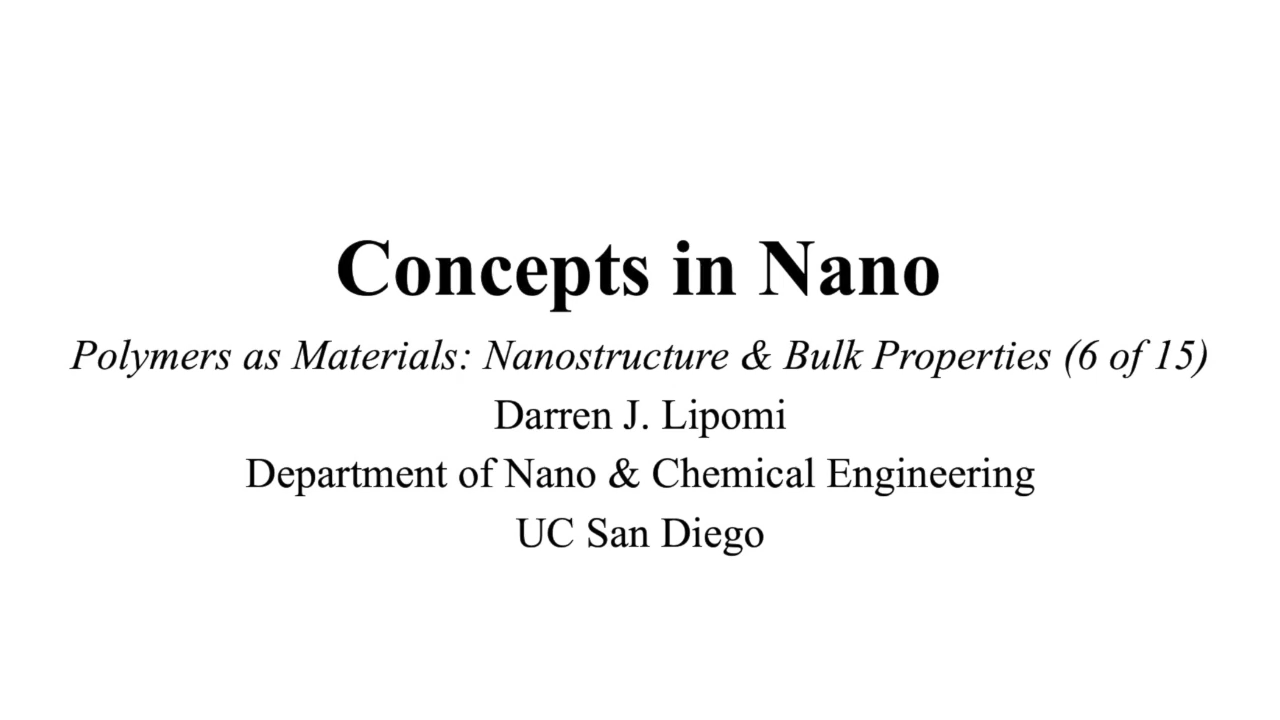 Concepts in Nano
Polymers as Materials: Nanostructure & Bulk Properties (6 of 15)
Darren J. Lipomi
Department of Nano & Chemical Engineering
UC San Diego